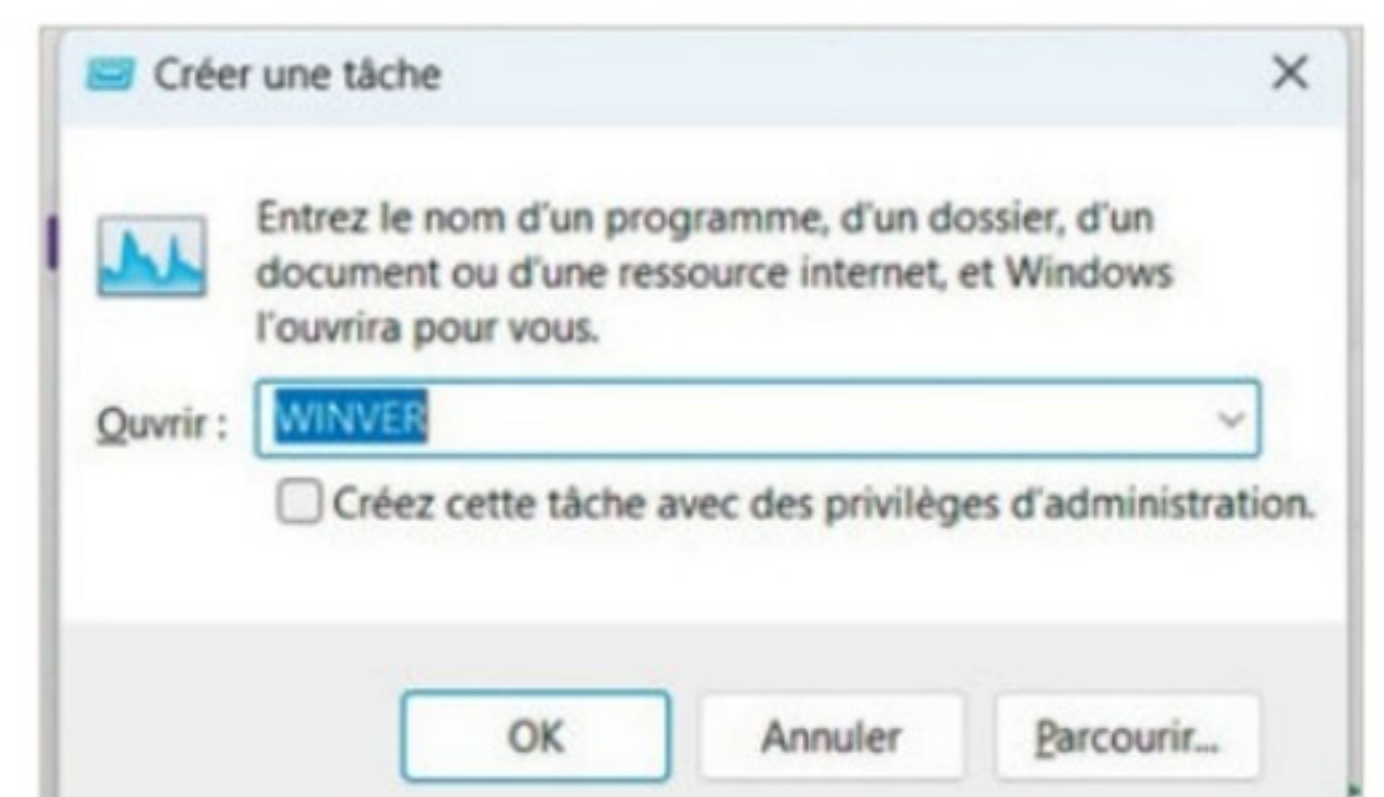 Créer une tâche
Entrez le nom d'un programme, d'un dossier, d'un
document ou d'une ressource internet, et Windows
l'ouvrira pour vous.
Ouvrir : WINVER
Créez cette tâche avec des privilèges d'administration.
OK Annuler Parcourir...